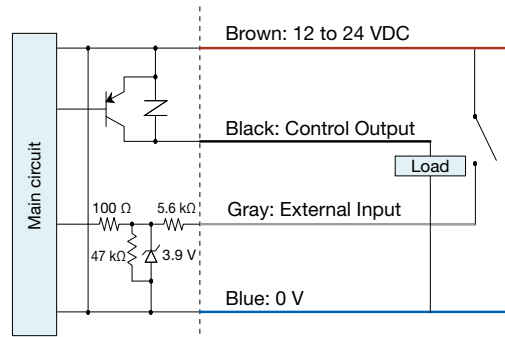 Brown: 12 to 24 VDC
Main circuit
Black: Control Output
Load
100 Ω
5.6 kΩ
Gray: External Input
47 kΩ
3.9 V
Blue: 0 V